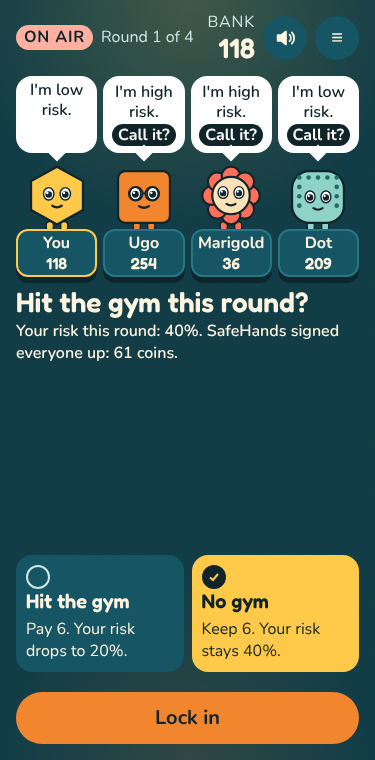 ON AIR
Round 1 of 4
BANK
118
I'm low
risk.
I'm high
risk.
Call it?
I'm high
risk.
Call it?
I'm low
risk.
Call it?
You
118
Ugo
254
Marigold
36
Dot
209
Hit the gym this round?
Your risk this round: 40%. SafeHands signed
everyone up: 61 coins.
Hit the gym
Pay 6. Your risk
drops to 20%.
No gym
Keep 6. Your risk
stays 40%.
Lock in